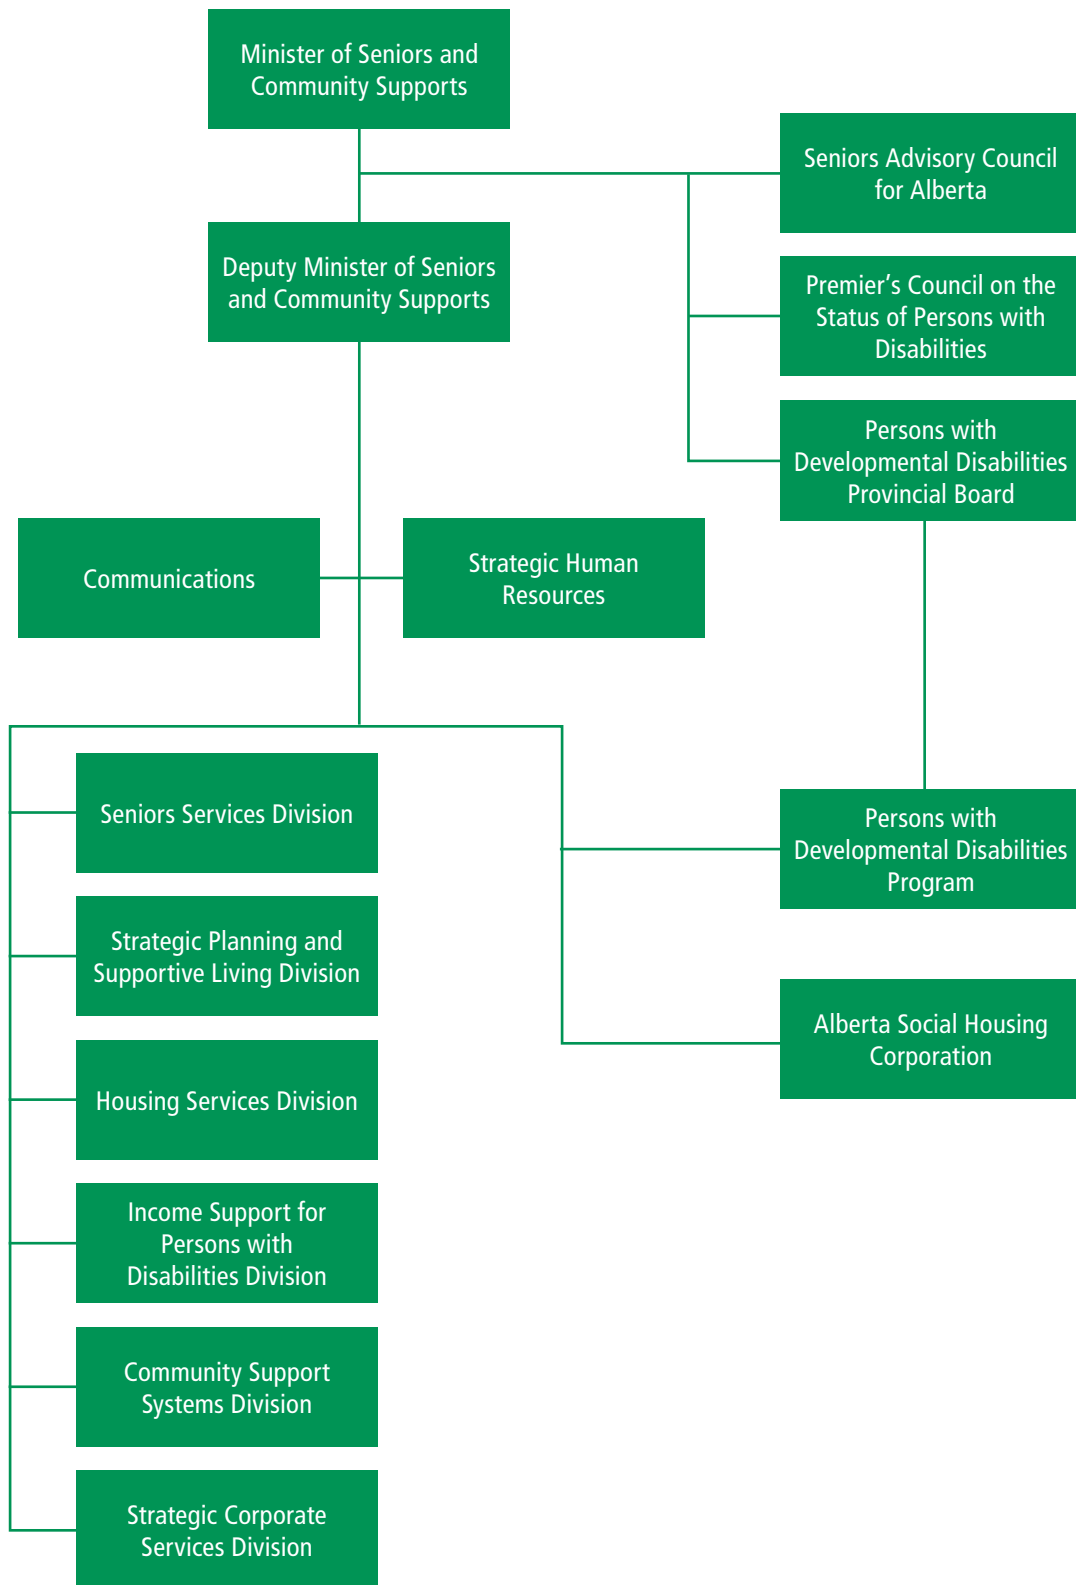 Minister of Seniors and
Community Supports
Seniors Advisory Council
for Alberta
Deputy Minister of Seniors
and Community Supports
Premier’s Council on the
Status of Persons with
Disabilities
Persons with
Developmental Disabilities
Provincial Board
Communications
Strategic Human
Resources
Seniors Services Division
Persons with
Developmental Disabilities
Program
Strategic Planning and
Supportive Living Division
Alberta Social Housing
Corporation
Housing Services Division
Income Support for
Persons with
Disabilities Division
Community Support
Systems Division
Strategic Corporate
Services Division